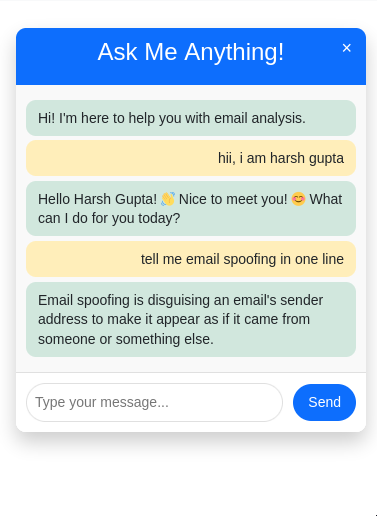 Ask Me Anything!
×
Hi! I'm here to help you with email analysis.
hii, i am harsh gupta
Hello Harsh Gupta! 👋 Nice to meet you! 😊 What
can I do for you today?
tell me email spoofing in one line
Email spoofing is disguising an email's sender
address to make it appear as if it came from
someone or something else.
Type your message...
Send